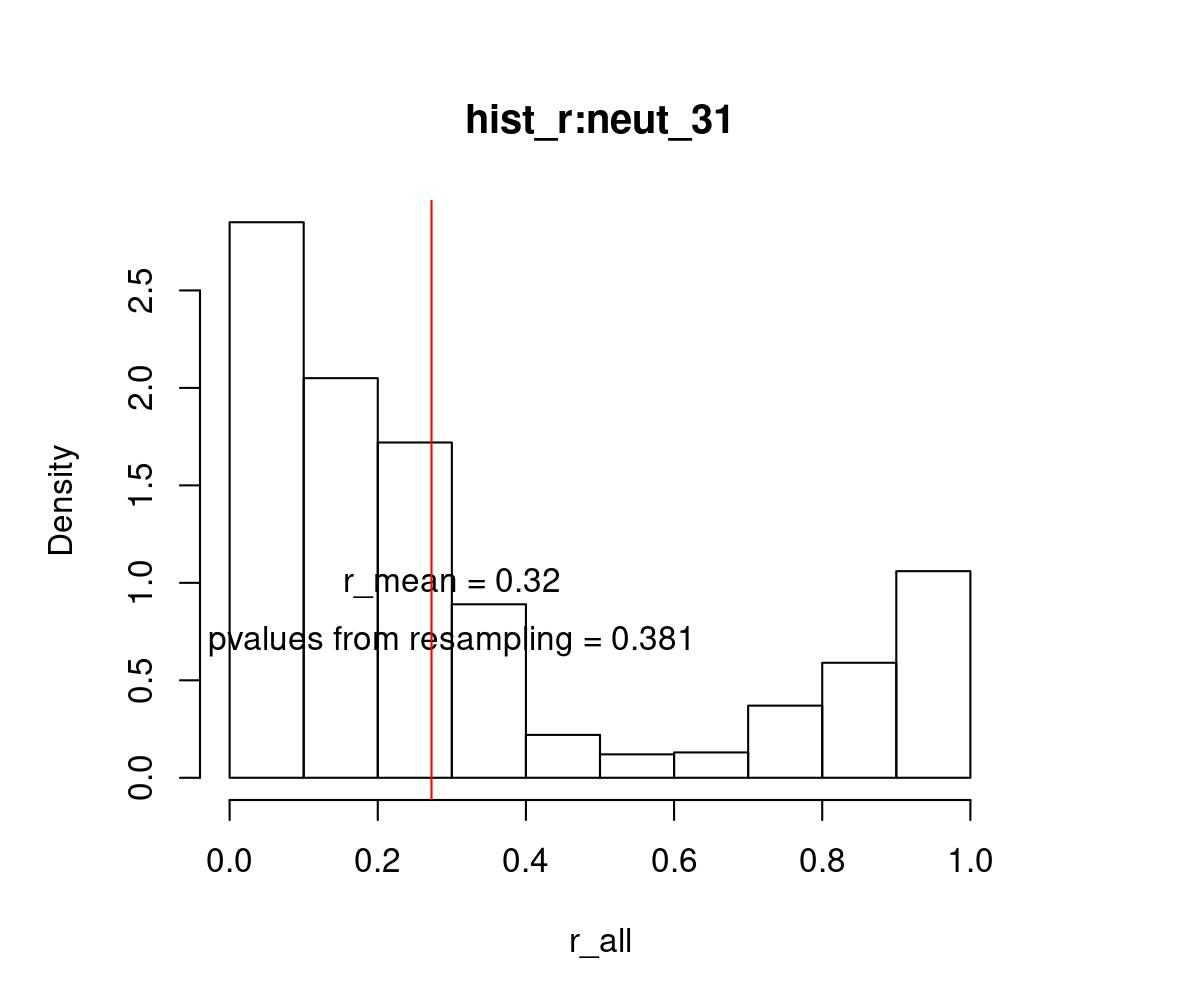 hist_r:neut_31
Density
2.5
2.0
1.5
1.0
0.5
0.0
r_mean = 0.32
pvalues from resampling = 0.381
0.0 0.2 0.4 0.6 0.8 1.0
r_all